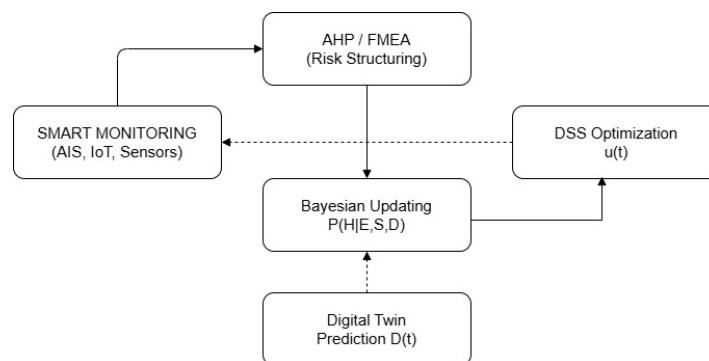 AHP / FMEA
(Risk Structuring)
SMART MONITORING
(AIS, IoT, Sensors)
DSS Optimization
u(t)
Bayesian Updating
P(H|E,S,D)
Digital Twin
Prediction D(t)